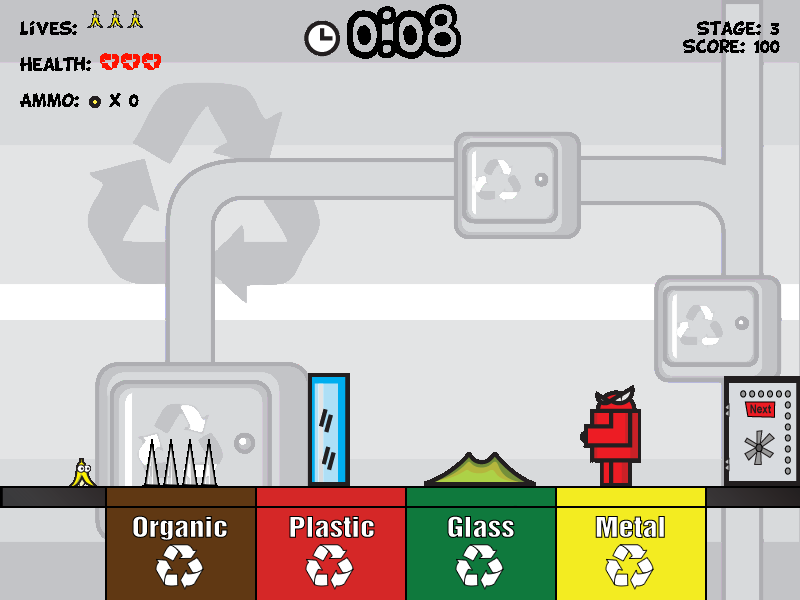 LIVES:
0:08
STAGE: 3
SCORE: 100
HEALTH:
AMMO: X 0
Next
Organic
Plastic
Glass
Metal